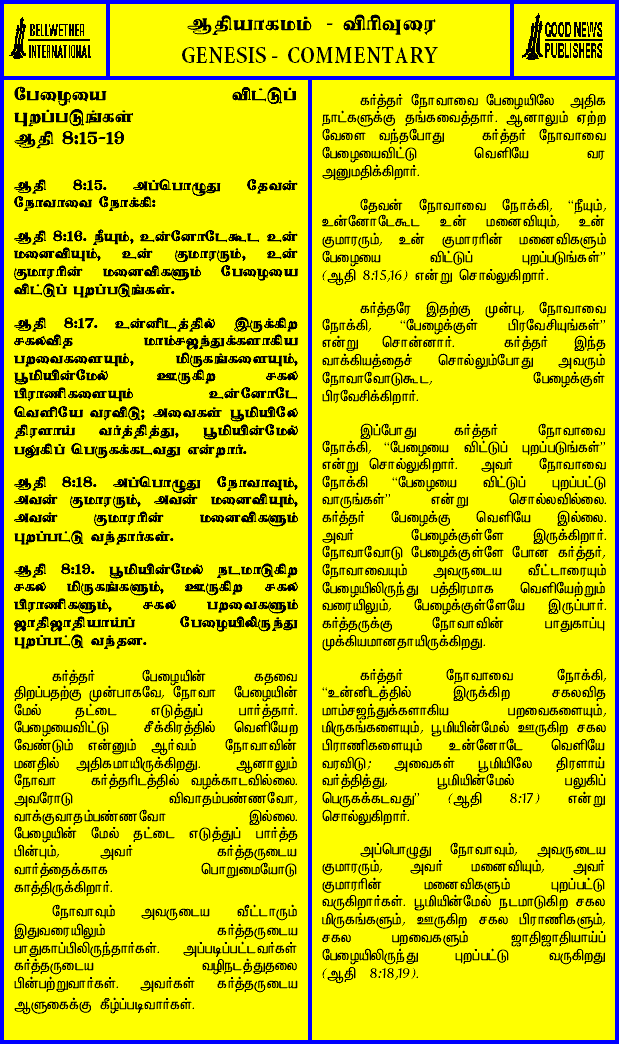 BELLWETHER
INTERNATIONAL
ஆதியாகமம் - விரிவுரை
GENESIS - COMMENTARY
GOOD NEWS
PUBLISHERS
பேழையை விட்டுப்
புறப்படுங்கள்
ஆதி 8:15-19
ஆதி 8:15. அப்பொழுது தேவன்
நோவாவை நோக்கி:
ஆதி 8:16. நீயும், உன்னோடேகூட உன்
மனைவியும், உன் குமாரரும், உன்
குமாரரின் மனைவிகளும் பேழையை
விட்டுப் புறப்படுங்கள்.
ஆதி 8:17. உன்னிடத்தில் இருக்கிற
சகலவித மாம்சஜந்துக்களாகிய
பறவைகளையும், மிருகங்களையும்,
பூமியின்மேல் ஊருகிற சகல
பிராணிகளையும் உன்னோடே
வெளியே வரவிடு; அவைகள் பூமியிலே
திரளாய் வர்த்தித்து, பூமியின்மேல்
பலுகிப் பெருகக்கடவது என்றார்.
ஆதி 8:18. அப்பொழுது நோவாவும்,
அவன் குமாரரும், அவன் மனைவியும்,
அவன் குமாரரின் மனைவிகளும்
புறப்பட்டு வந்தார்கள்.
ஆதி 8:19. பூமியின்மேல் நடமாடுகிற
சகல மிருகங்களும், ஊருகிற சகல
பிராணிகளும், சகல பறவைகளும்
ஜாதிஜாதியாய்ப் பேழையிலிருந்து
புறப்பட்டு வந்தன.
கர்த்தர் பேழையின் கதவை
திறப்பதற்கு முன்பாகவே, நோவா பேழையின்
மேல் தட்டை எடுத்துப் பார்த்தார்.
பேழையைவிட்டு சீக்கிரத்தில் வெளியேற
வேண்டும் என்னும் ஆர்வம் நோவாவின்
மனதில் அதிகமாயிருக்கிறது. ஆனாலும்
நோவா கர்த்தரிடத்தில் வழக்காடவில்லை.
அவரோடு விவாதம்பண்ணவோ,
வாக்குவாதம்பண்ணவோ இல்லை.
பேழையின் மேல் தட்டை எடுத்துப் பார்த்த
பின்பும், அவர் கர்த்தருடைய
வார்த்தைக்காக பொறுமையோடு
காத்திருக்கிறார்.
நோவாவும் அவருடைய வீட்டாரும்
இதுவரையிலும் கர்த்தருடைய
பாதுகாப்பிலிருந்தார்கள். அப்படிப்பட்டவர்கள்
கர்த்தருடைய வழிநடத்துதலை
பின்பற்றுவார்கள். அவர்கள் கர்த்தருடைய
ஆளுகைக்கு கீழ்ப்படிவார்கள்.
கர்த்தர் நோவாவை பேழையிலே அதிக
நாட்களுக்கு தங்கவைத்தார். ஆனாலும் ஏற்ற
வேளை வந்தபோது கர்த்தர் நோவாவை
பேழையைவிட்டு வெளியே வர
அனுமதிக்கிறார்.
தேவன் நோவாவை நோக்கி, “நீயும்,
உன்னோடேகூட உன் மனைவியும், உன்
குமாரரும், உன் குமாரரின் மனைவிகளும்
பேழையை விட்டுப் புறப்படுங்கள்”
(ஆதி 8:15,16) என்று சொல்லுகிறார்.
கர்த்தரே இதற்கு முன்பு, நோவாவை
நோக்கி, “பேழைக்குள் பிரவேசியுங்கள்”
என்று சொன்னார். கர்த்தர் இந்த
வாக்கியத்தைச் சொல்லும்போது அவரும்
நோவாவோடுகூட, பேழைக்குள்
பிரவேசிக்கிறார்.
இப்போது கர்த்தர் நோவாவை
நோக்கி, “பேழையை விட்டுப் புறப்படுங்கள்”
என்று சொல்லுகிறார். அவர் நோவாவை
நோக்கி “பேழையை விட்டுப் புறப்பட்டு
வாருங்கள்” என்று சொல்லவில்லை.
கர்த்தர் பேழைக்கு வெளியே இல்லை.
அவர் பேழைக்குள்ளே இருக்கிறார்.
நோவாவோடு பேழைக்குள்ளே போன கர்த்தர்,
நோவாவையும் அவருடைய வீட்டாரையும்
பேழையிலிருந்து பத்திரமாக வெளியேற்றும்
வரையிலும், பேழைக்குள்ளேயே இருப்பார்.
கர்த்தருக்கு நோவாவின் பாதுகாப்பு
முக்கியமானதாயிருக்கிறது.
கர்த்தர் நோவாவை நோக்கி,
“உன்னிடத்தில் இருக்கிற சகலவித
மாம்சஜந்துக்களாகிய பறவைகளையும்,
மிருகங்களையும், பூமியின்மேல் ஊருகிற சகல
பிராணிகளையும் உன்னோடே வெளியே
வரவிடு; அவைகள் பூமியிலே திரளாய்
வர்த்தித்து, பூமியின்மேல் பலுகிப்
பெருகக்கடவது” (ஆதி 8:17) என்று
சொல்லுகிறார்.
அப்பொழுது நோவாவும், அவருடைய
குமாரரும், அவர் மனைவியும், அவர்
குமாரரின் மனைவிகளும் புறப்பட்டு
வருகிறார்கள். பூமியின்மேல் நடமாடுகிற சகல
மிருகங்களும், ஊருகிற சகல பிராணிகளும்,
சகல பறவைகளும் ஜாதிஜாதியாய்ப்
பேழையிலிருந்து புறப்பட்டு வருகிறது
(ஆதி 8:18,19).